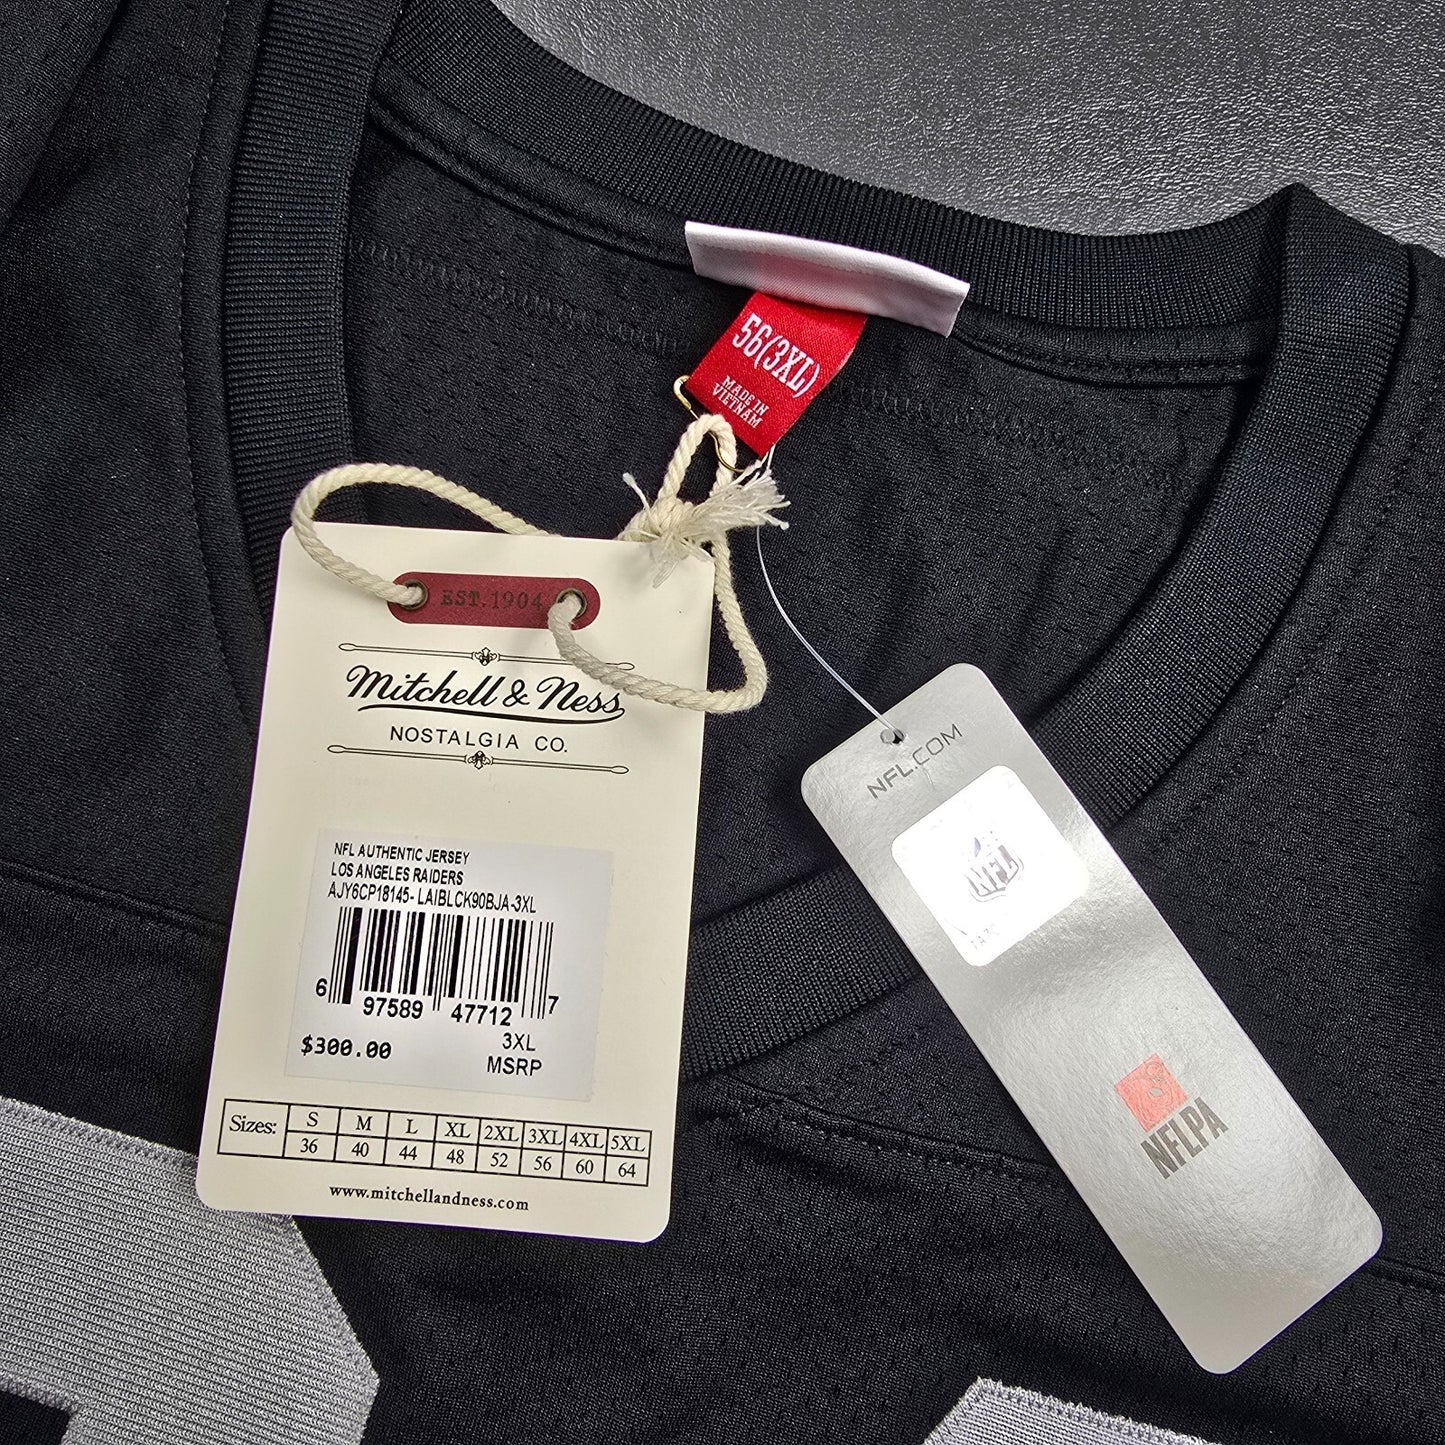 56(3XL)
MADE IN
VIETNAM
EST. 1904
Mitchell & Ness
NOSTALGIA CO.
NFL AUTHENTIC JERSEY
LOS ANGELES RAIDERS
AJY6CP18145- LAIBLCK90BJA-3XL
6 97589 47712 7
$300.00
3XL
MSRP
Sizes: S M L XL 2XL 3XL 4XL 5XL
36 40 44 48 52 56 60 64
www.mitchellandness.com
NFL.COM
NFL
NFLPA